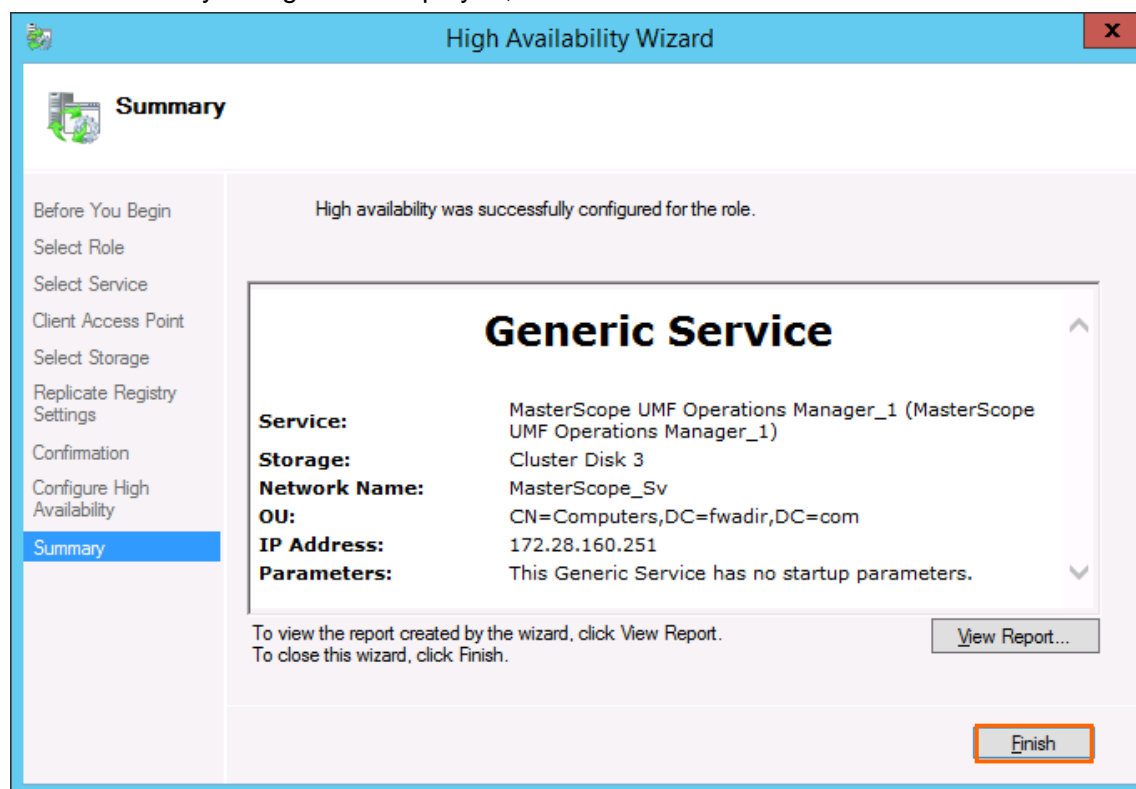 High Availability Wizard
x
Summary
Before You Begin
Select Role
Select Service
Client Access Point
Select Storage
Replicate Registry
Settings
Confirmation
Configure High
Availability
Summary
High availability was successfully configured for the role.
Generic Service
Service: MasterScope UMF Operations Manager_1 (MasterScope
UMF Operations Manager_1)
Storage: Cluster Disk 3
Network Name: MasterScope_Sv
OU: CN=Computers,DC=fwadir,DC=com
IP Address: 172.28.160.251
Parameters: This Generic Service has no startup parameters.
To view the report created by the wizard, click View Report.
To close this wizard, click Finish.
View Report...
Finish